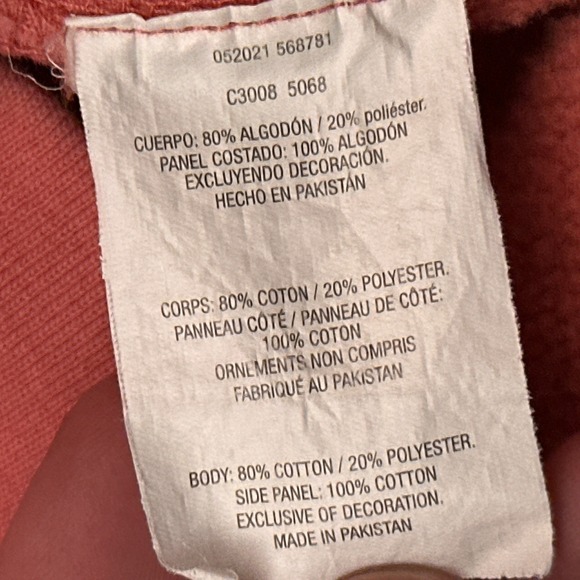 052021 568781
C3008 5068
CUERPO: 80% ALGODÓN / 20% poliéster.
PANEL COSTADO: 100% ALGODÓN
EXCLUYENDO DECORACIÓN.
HECHO EN PAKISTÁN
CORPS: 80% COTON / 20% POLYESTER.
PANNEAU CÔTÉ / PANNEAU DE CÔTÉ:
100% COTON
ORNEMENTS NON COMPRIS
FABRIQUÉ AU PAKISTAN
BODY: 80% COTTON / 20% POLYESTER.
SIDE PANEL: 100% COTTON
EXCLUSIVE OF DECORATION.
MADE IN PAKISTAN